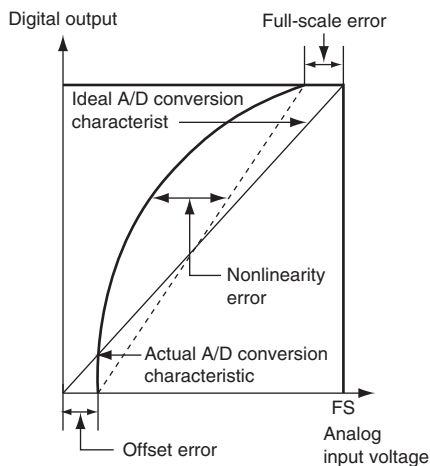 Digital output
Full-scale error
Ideal A/D conversion
characterist
Nonlinearity
error
Actual A/D conversion
characteristic
FS
Analog
input voltage
Offset error